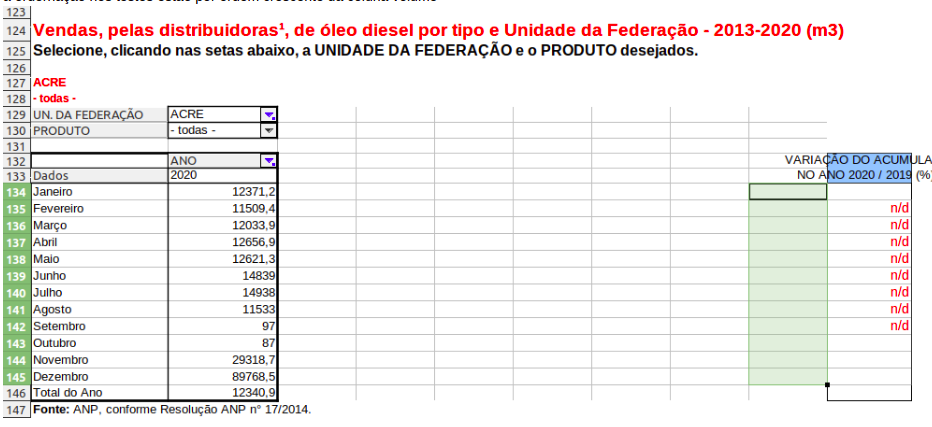 123
124 Vendas, pelas distribuidoras¹, de óleo diesel por tipo e Unidade da Federação - 2013-2020 (m3)
125 Selecione, clicando nas setas abaixo, a UNIDADE DA FEDERAÇÃO e o PRODUTO desejados.
126
127 ACRE
128 - todas -
129 UN. DA FEDERAÇÃO ACRE
130 PRODUTO - todas -
131
132 ANO VARIAÇÃO DO ACUMULA
133 Dados 2020 NO ANO 2020 / 2019 (%)
134 Janeiro 12371,2
135 Fevereiro 11509,4 n/d
136 Março 12033,9 n/d
137 Abril 12656,9 n/d
138 Maio 12621,3 n/d
139 Junho 14839 n/d
140 Julho 14938 n/d
141 Agosto 11533 n/d
142 Setembro 97 n/d
143 Outubro 87
144 Novembro 29318,7
145 Dezembro 89768,5
146 Total do Ano 12340,9
147 Fonte: ANP, conforme Resolução ANP n° 17/2014.